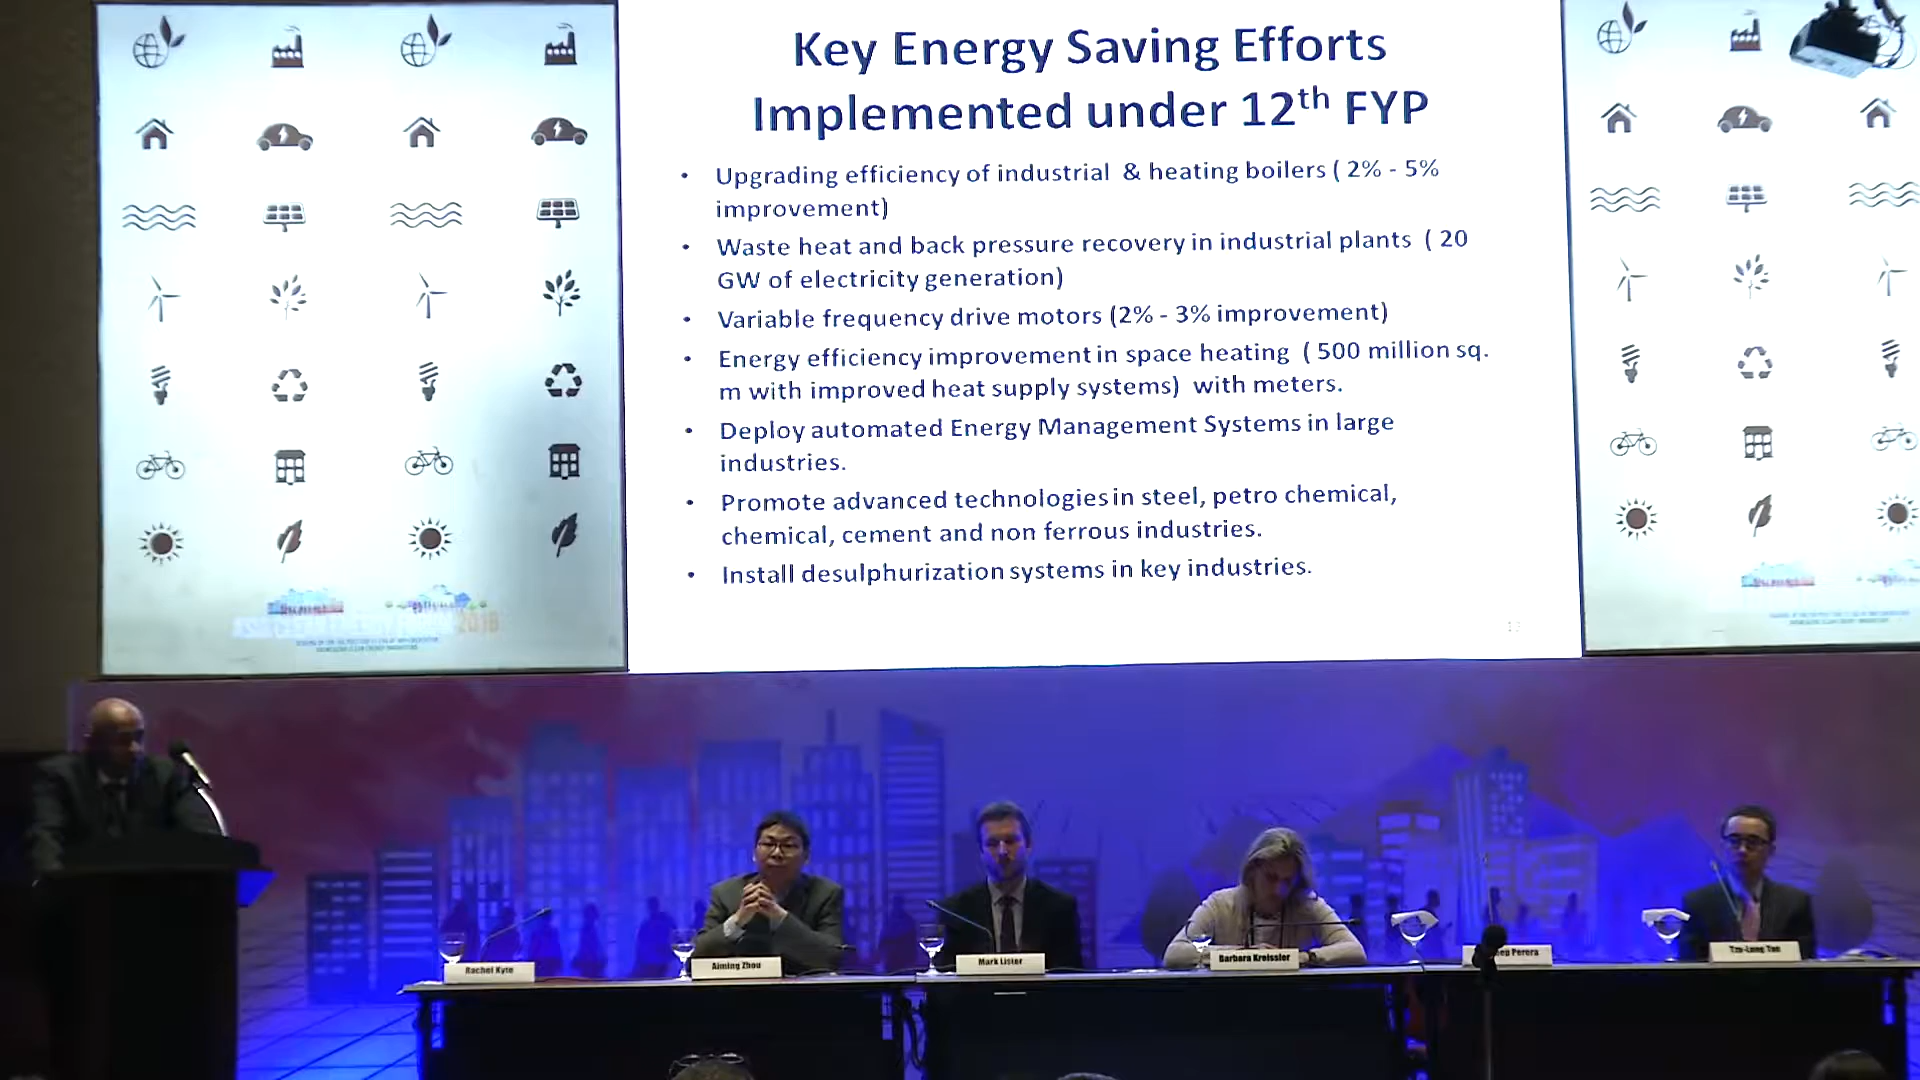 Key Energy Saving Efforts
Implemented under 12th FYP
• Upgrading efficiency of industrial & heating boilers ( 2% - 5%
improvement)
• Waste heat and back pressure recovery in industrial plants ( 20
GW of electricity generation)
• Variable frequency drive motors (2% - 3% improvement)
• Energy efficiency improvement in space heating ( 500 million sq.
m with improved heat supply systems) with meters.
• Deploy automated Energy Management Systems in large
industries.
• Promote advanced technologies in steel, petro chemical,
chemical, cement and non ferrous industries.
• Install desulphurization systems in key industries.
2018
Rachel Kyte
Aiming Zhou
Mark Lister
Barbara Kreissler
Perera